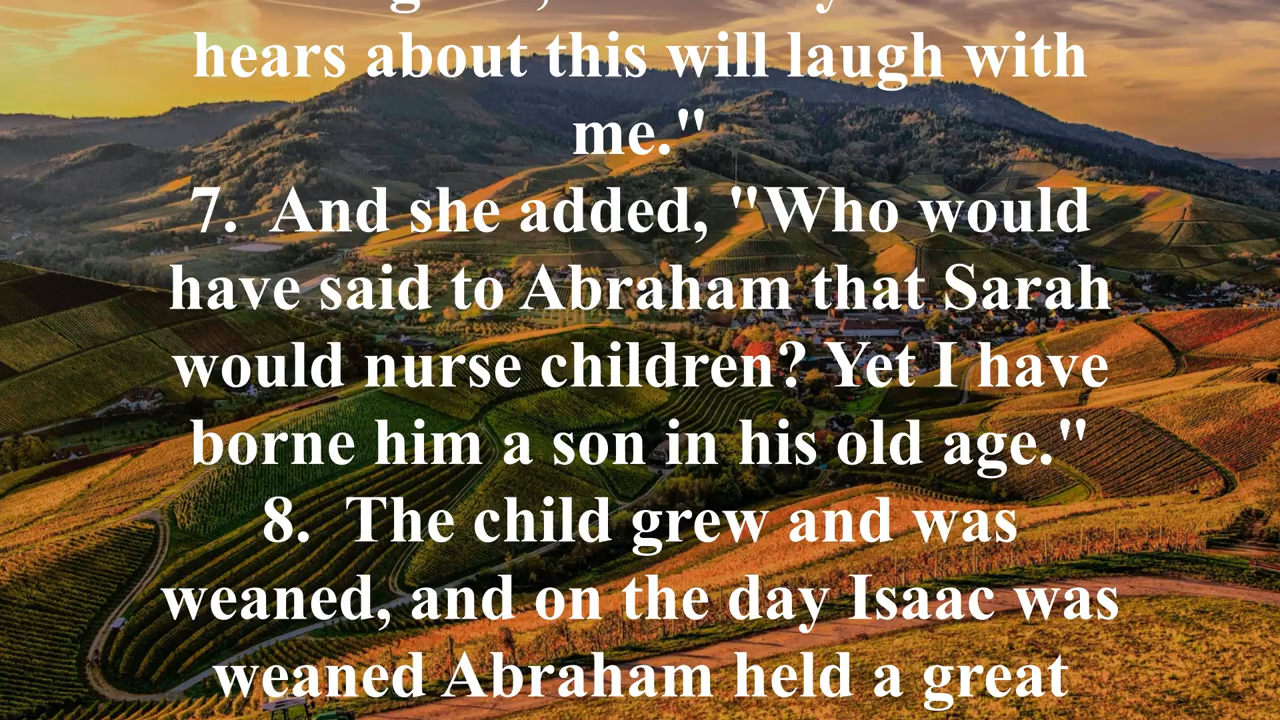 hears about this will laugh with
me."
7. And she added, "Who would
have said to Abraham that Sarah
would nurse children? Yet I have
borne him a son in his old age."
8. The child grew and was
weaned, and on the day Isaac was
weaned Abraham held a great